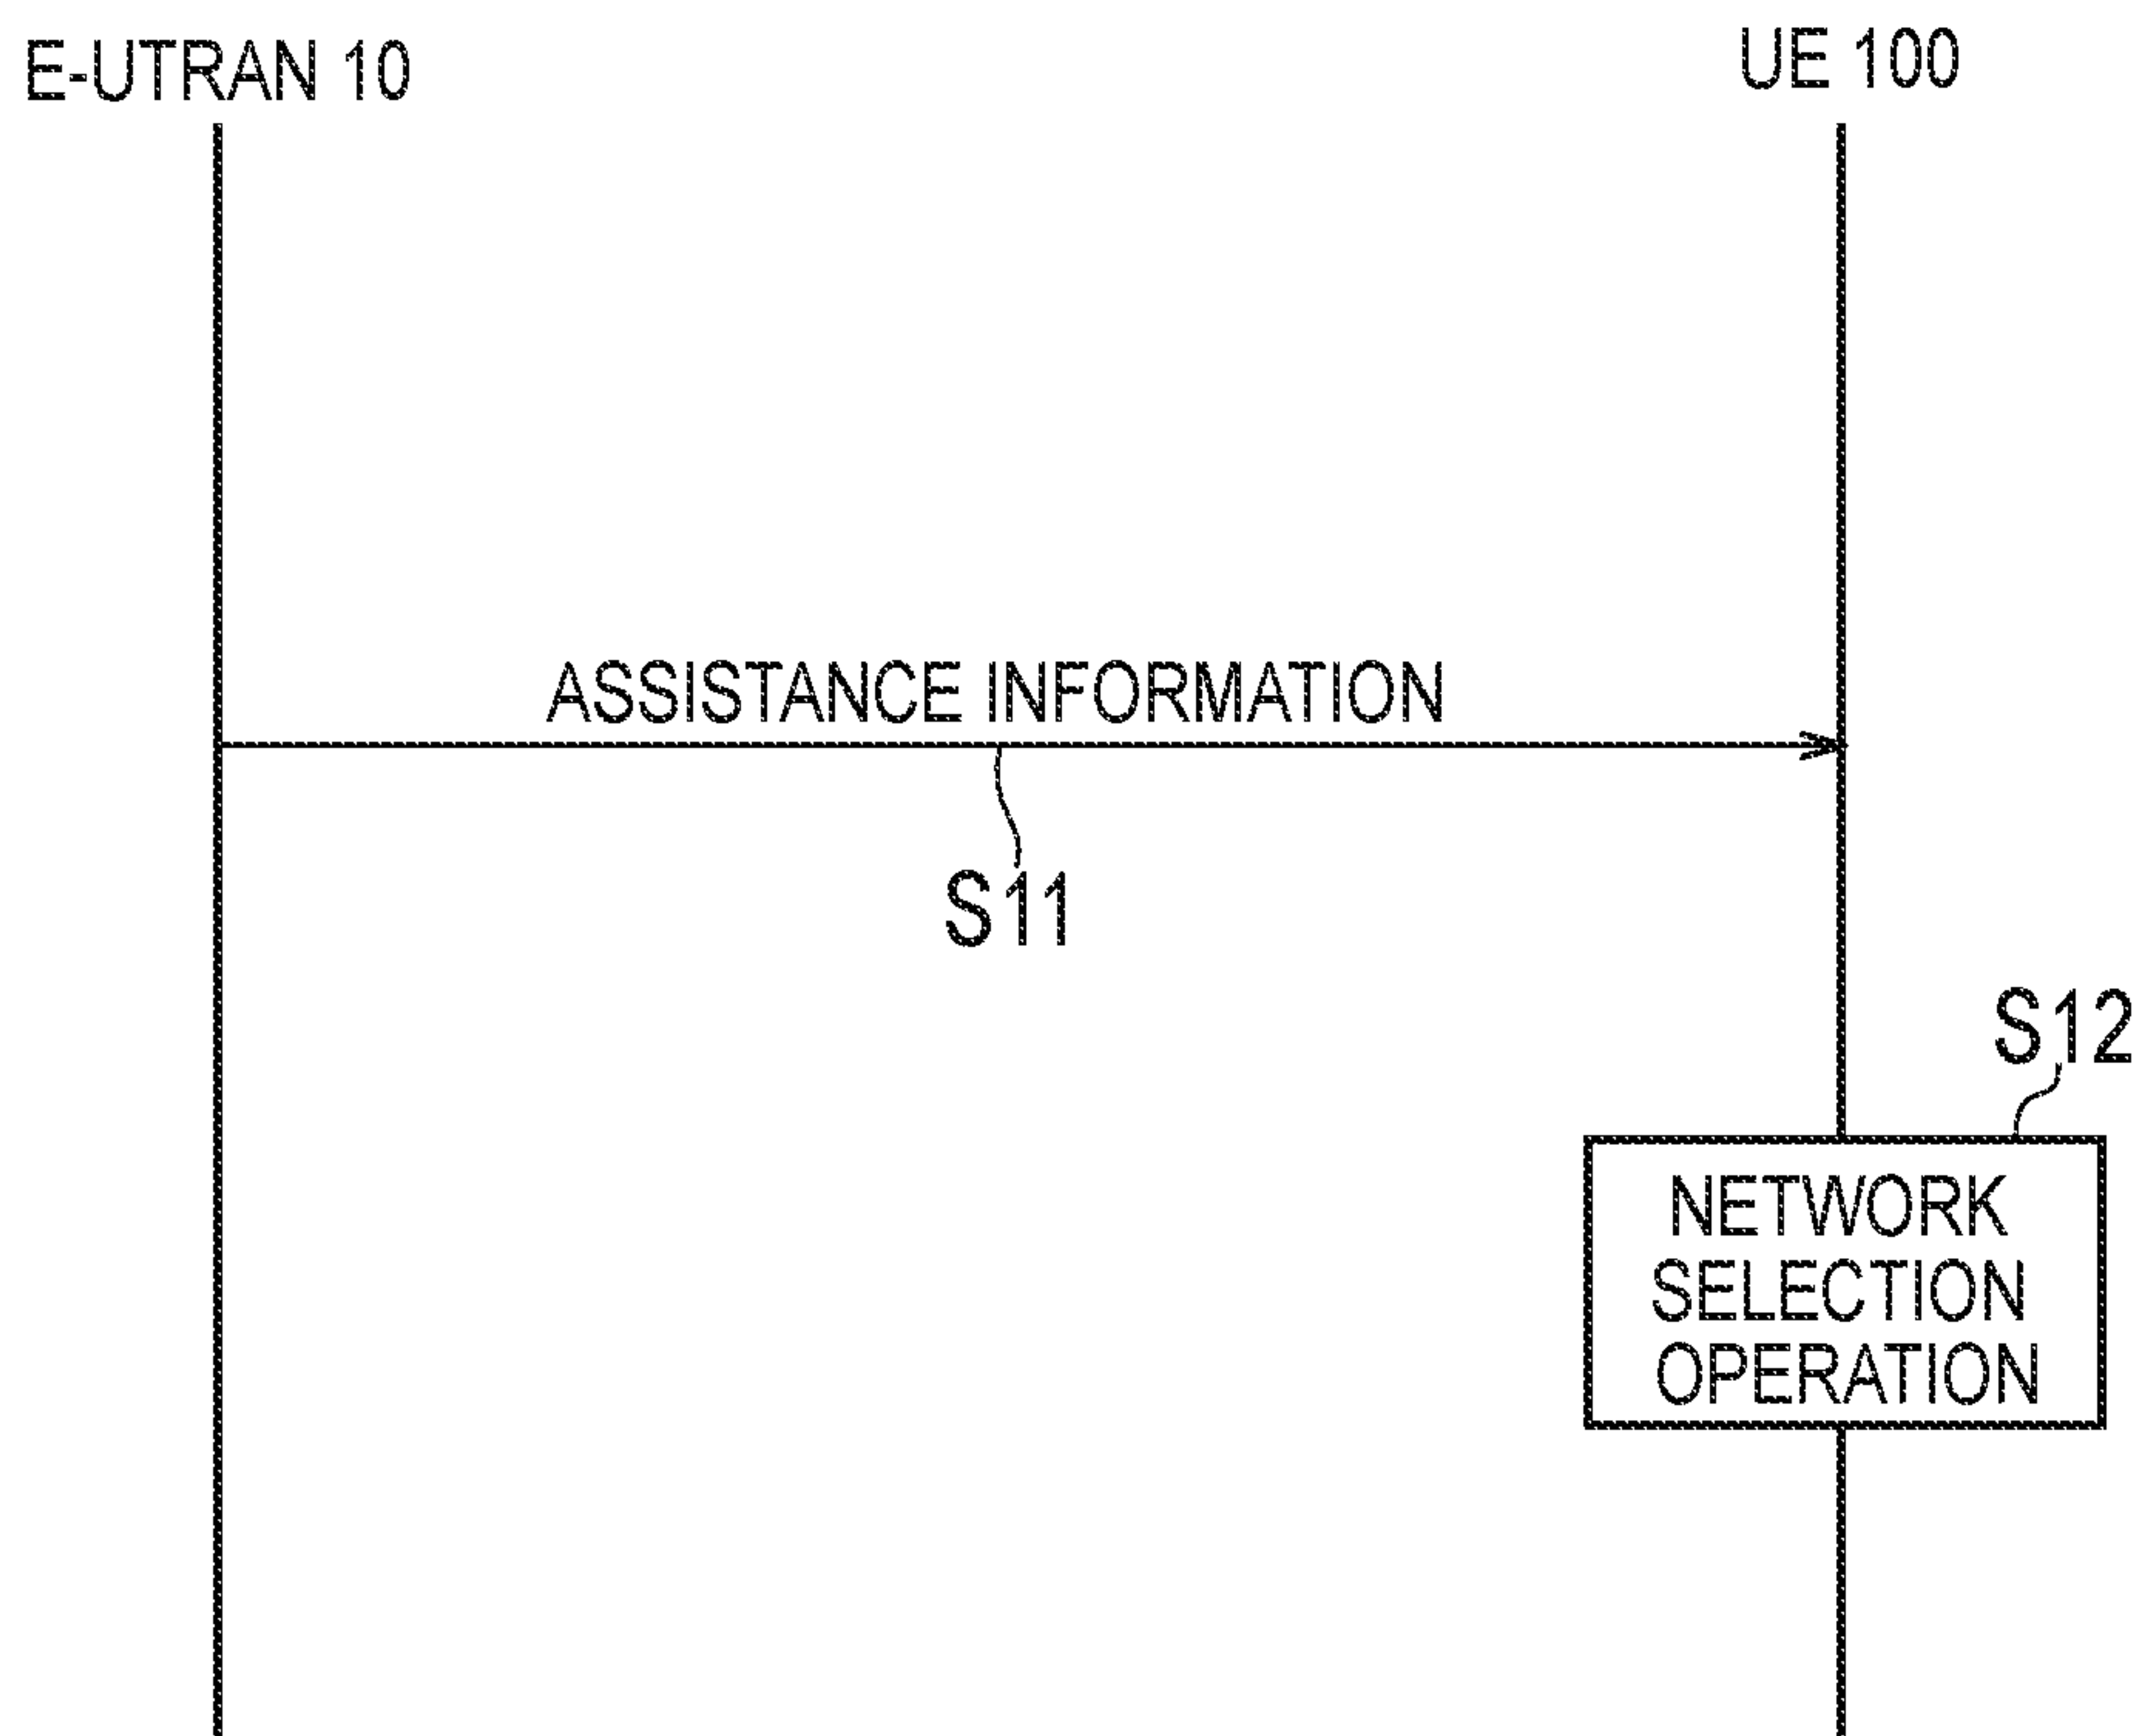 E-UTRAN 10
UE 100
ASSISTANCE INFORMATION
S11
S12
NETWORK
SELECTION
OPERATION